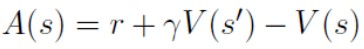 A(s) = r + γV(s′) − V(s)